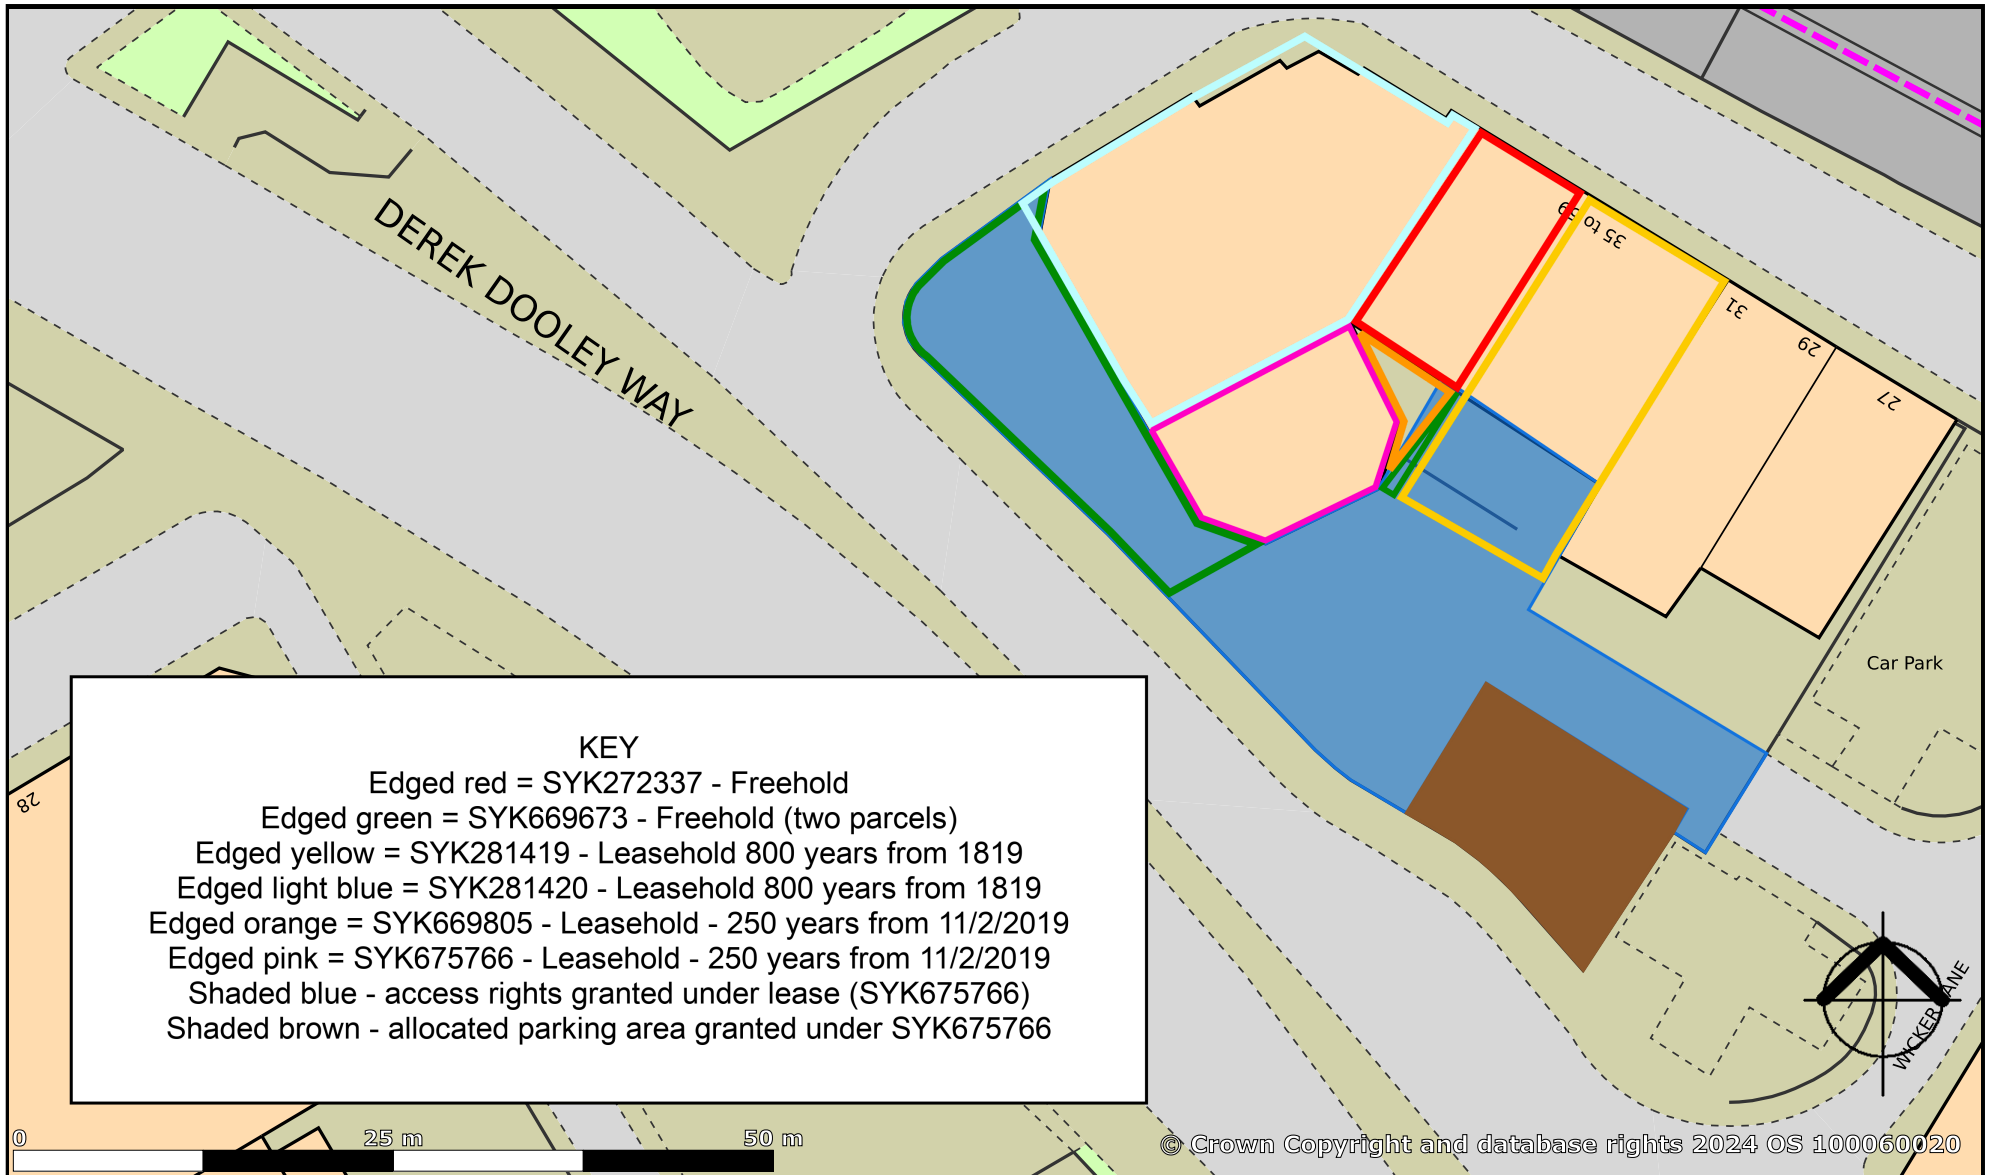 DEREK DOOLEY WAY
35 to 39
31
29
27
Car Park
28
KEY
Edged red = SYK272337 - Freehold
Edged green = SYK669673 - Freehold (two parcels)
Edged yellow = SYK281419 - Leasehold 800 years from 1819
Edged light blue = SYK281420 - Leasehold 800 years from 1819
Edged orange = SYK669805 - Leasehold - 250 years from 11/2/2019
Edged pink = SYK675766 - Leasehold - 250 years from 11/2/2019
Shaded blue - access rights granted under lease (SYK675766)
Shaded brown - allocated parking area granted under SYK675766
WICKER LANE
0 25 m 50 m
© Crown Copyright and database rights 2024 OS 100060020